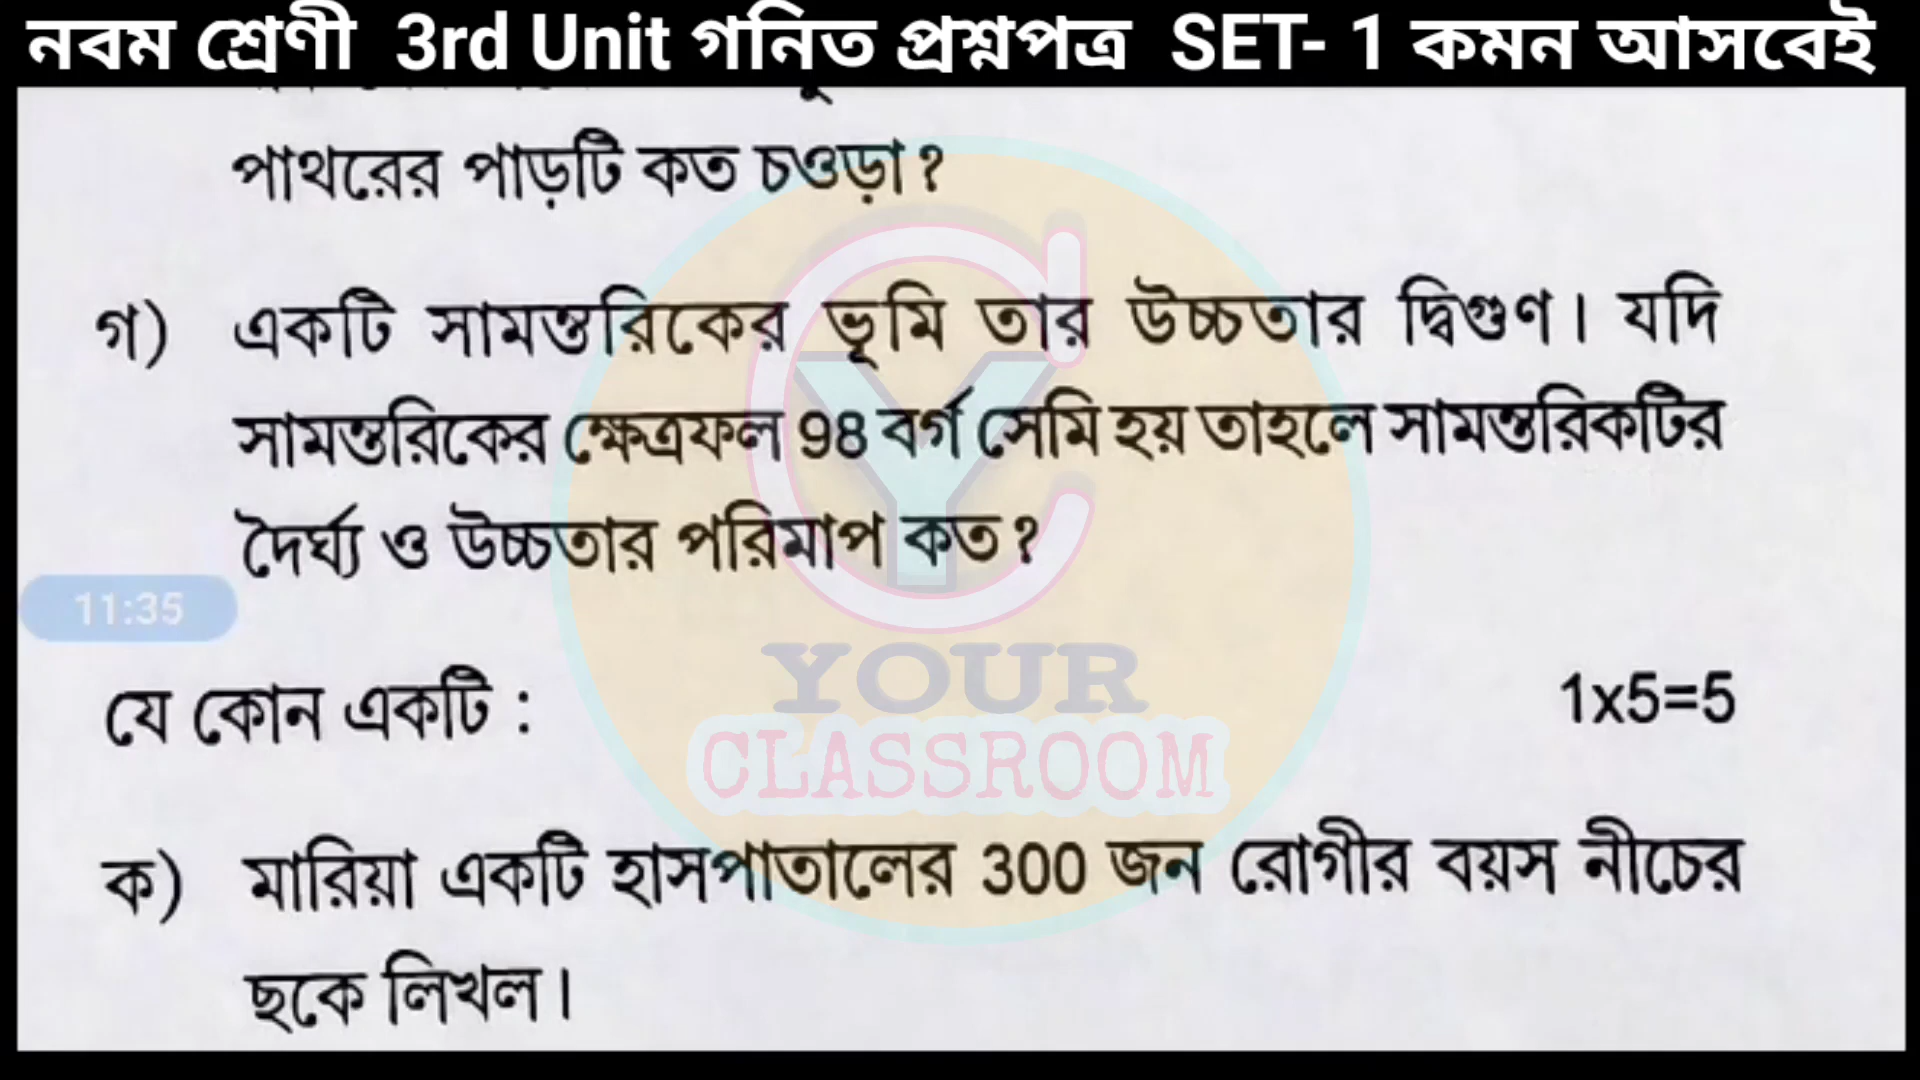 নবম শ্রেণী 3rd Unit গনিত প্রশ্নপত্র SET- 1 কমন আসবেই
পাথরের পাড়টি কত চওড়া?
গ) একটি সামন্তরিকের ভূমি তার উচ্চতার দ্বিগুণ। যদি
সামন্তরিকের ক্ষেত্রফল 98 বর্গ সেমি হয় তাহলে সামন্তরিকটির
দৈর্ঘ্য ও উচ্চতার পরিমাপ কত?
11:35
যে কোন একটি : 1x5=5
YOUR
CLASSROOM
ক) মারিয়া একটি হাসপাতালের 300 জন রোগীর বয়স নীচের
ছকে লিখল।